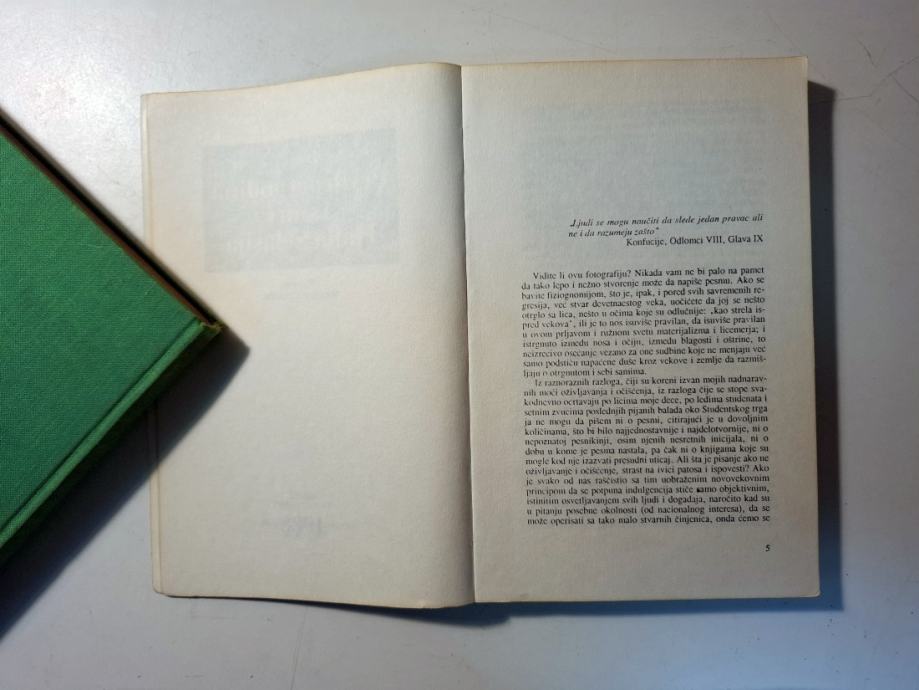 „Ljudi se mogu naučiti da slede jedan pravac ali
ne i da razumeju zašto“
Konfucije, Odlomci VIII, Glava IX
Vidite li ovu fotografiju? Nikada vam ne bi palo na pamet
da tako lepo i nežno stvorenje može da napiše pesmu. Ako se
bavite fiziognomijom, što je, ipak, i pored svih savremenih re-
gresija, već stvar devetnaestog veka, uočićete da joj se nešto
otrglo sa lica, nešto u očima koje su odlučnije: „kao strela is-
pred vekova“, ili je to nos isuviše pravilan, da isuviše pravilan
u ovom prljavom i ružnom svetu materijalizma i licemerja; i
istrgnuto između nosa i očiju, između blagosti i oštrine, to
neizrecivo osećanje vezano za one sudbine koje ne menjaju već
samo podstiču napaćene duše kroz vekove i zemlje da razmiš-
ljaju o otrgnutom i sebi samima.
Iz raznoraznih razloga, čiji su koreni izvan mojih nadnarav-
nih moći oživljavanja i očišćenja, iz razloga čije se stope sva-
kodnevno ocrtavaju po licima moje dece, po leđima studenata i
setnim zvucima poslednjih pijanih balada oko Studentskog trga
ja ne mogu da pišem ni o pesmi, citirajući je u dovoljnim
količinama, što bi bilo najjednostavnije i najdelotvornije, ni o
nepoznatoj pesnikinji, osim njenih nesretnih inicijala, ni o
dobu u kome je pesma nastala, pa čak ni o knjigama koje su
mogle kod nje izazvati presudni uticaj. Ali šta je pisanje ako ne
oživljavanje i očišćenje, strast na ivici patosa i ispovesti? Ako
je svako od nas raščistio sa tim uobraženim novovekovnim
principom da se potpuna indulgencija stiče samo objektivnim,
istinitim osvetljavanjem svih ljudi i događaja, naročito kad su
u pitanju posebne okolnosti (od nacionalnog interesa), da se
može operisati sa tako malo stvarnih činjenica, onda ćemo se
5